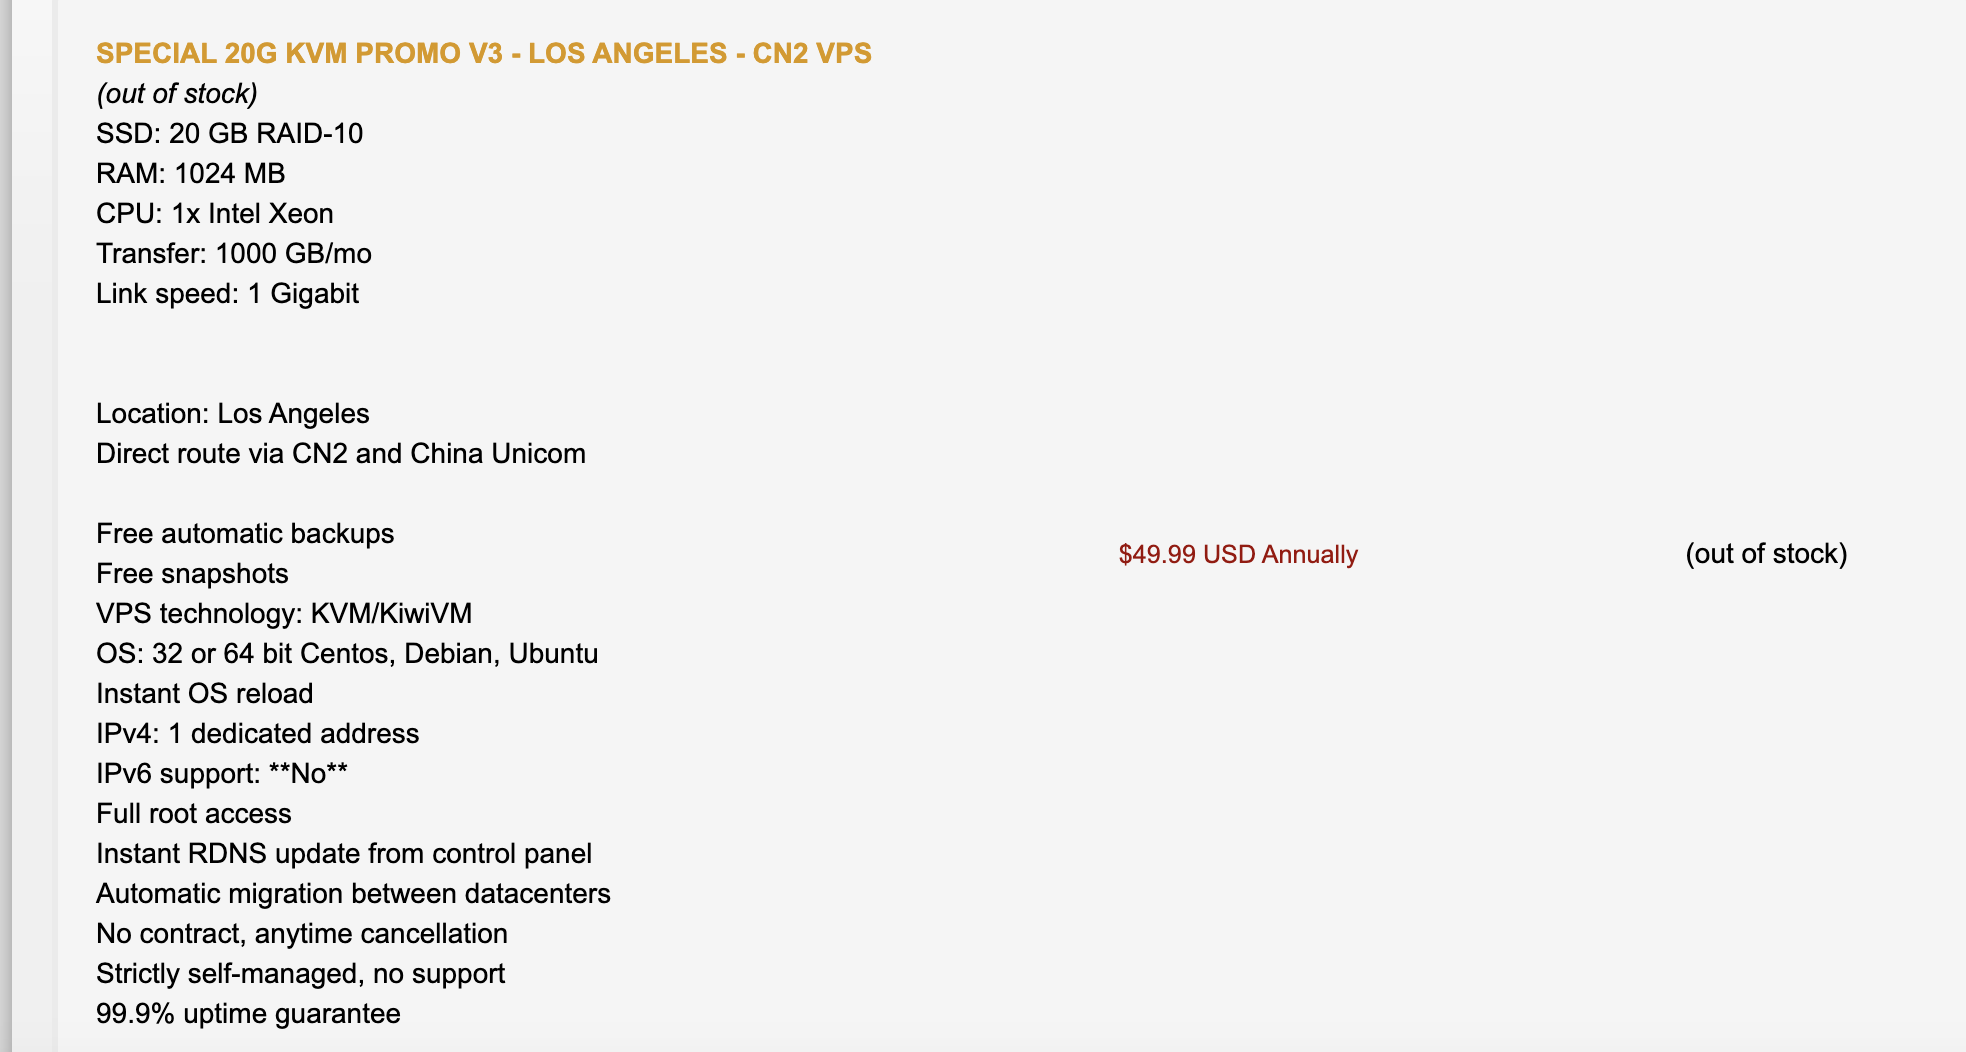 SPECIAL 20G KVM PROMO V3 - LOS ANGELES - CN2 VPS
(out of stock)
SSD: 20 GB RAID-10
RAM: 1024 MB
CPU: 1x Intel Xeon
Transfer: 1000 GB/mo
Link speed: 1 Gigabit
Location: Los Angeles
Direct route via CN2 and China Unicom
Free automatic backups
Free snapshots
VPS technology: KVM/KiwiVM
OS: 32 or 64 bit Centos, Debian, Ubuntu
Instant OS reload
IPv4: 1 dedicated address
IPv6 support: **No**
Full root access
Instant RDNS update from control panel
Automatic migration between datacenters
No contract, anytime cancellation
Strictly self-managed, no support
99.9% uptime guarantee
$49.99 USD Annually
(out of stock)